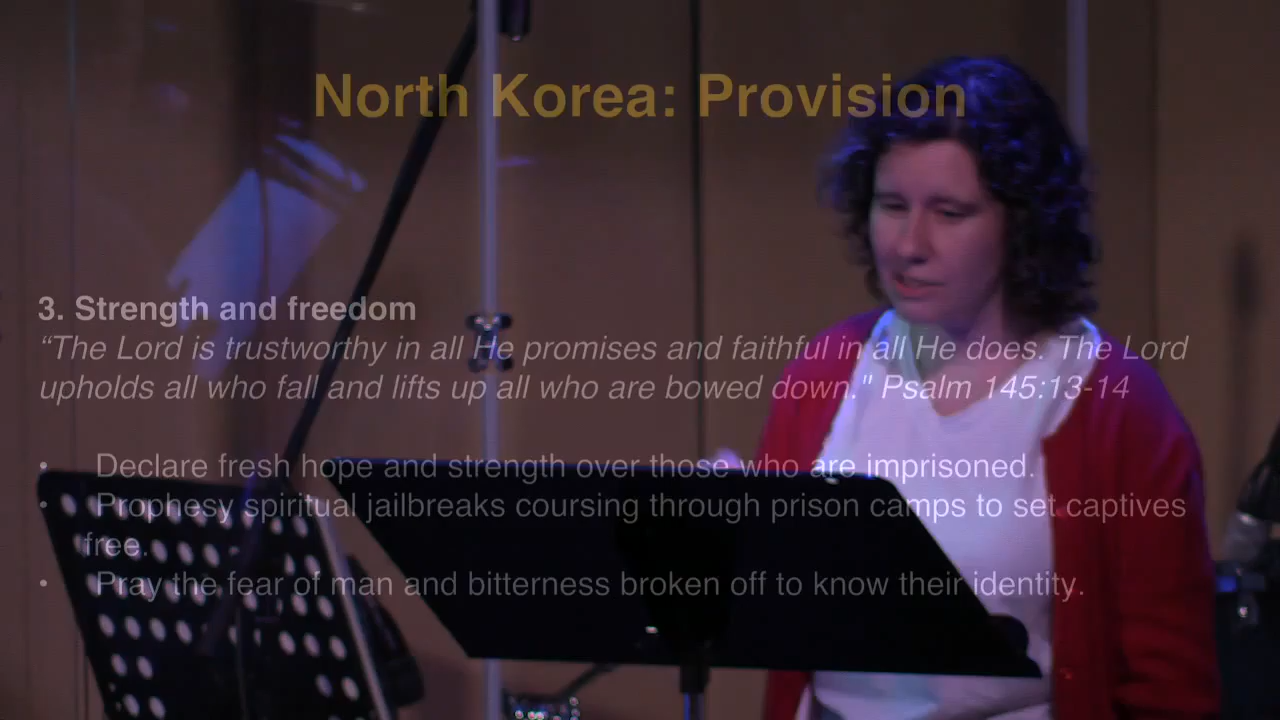 North Korea: Provision
3. Strength and freedom
“The Lord is trustworthy in all He promises and faithful in all He does. The Lord
upholds all who fall and lifts up all who are bowed down." Psalm 145:13-14
• Declare fresh hope and strength over those who are imprisoned.
• Prophesy spiritual jailbreaks coursing through prison camps to set captives
free.
• Pray the fear of man and bitterness broken off to know their identity.